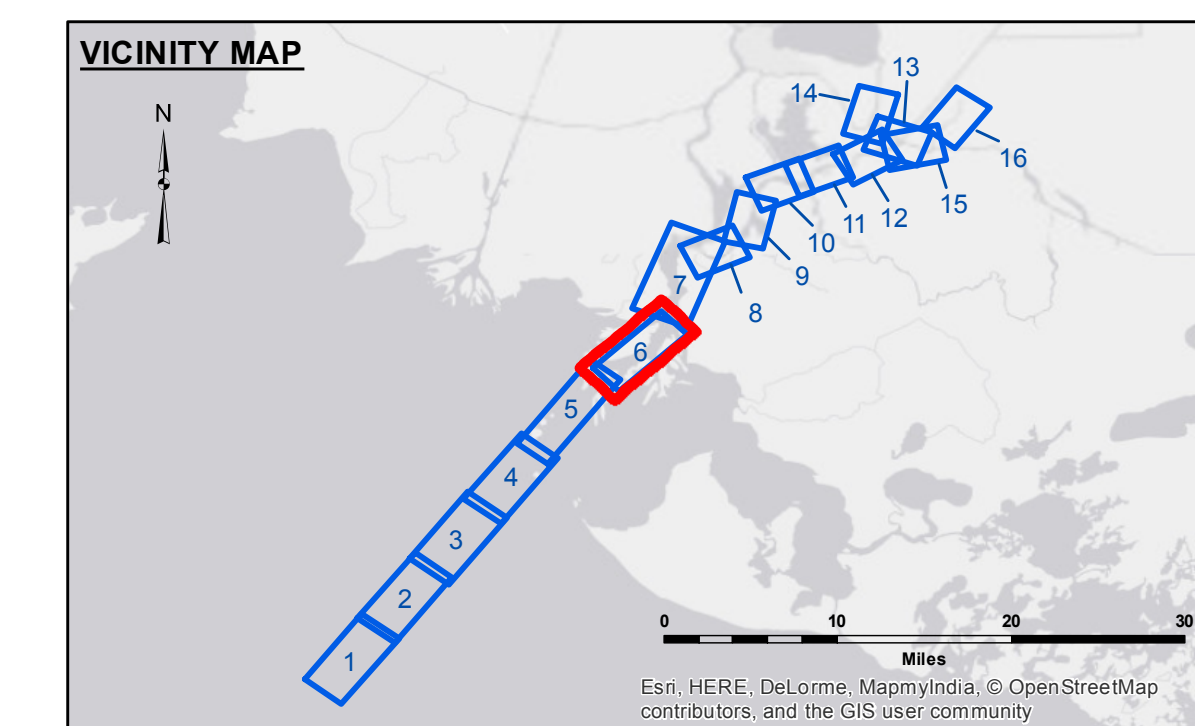 VICINITY MAP
N
13
14
16
15
12
11
10
9
8
7
6
5
4
3
2
1
0 10 20 30
Miles
Esri, HERE, DeLorme, MapmyIndia, © OpenStreetMap
contributors, and the GIS user community